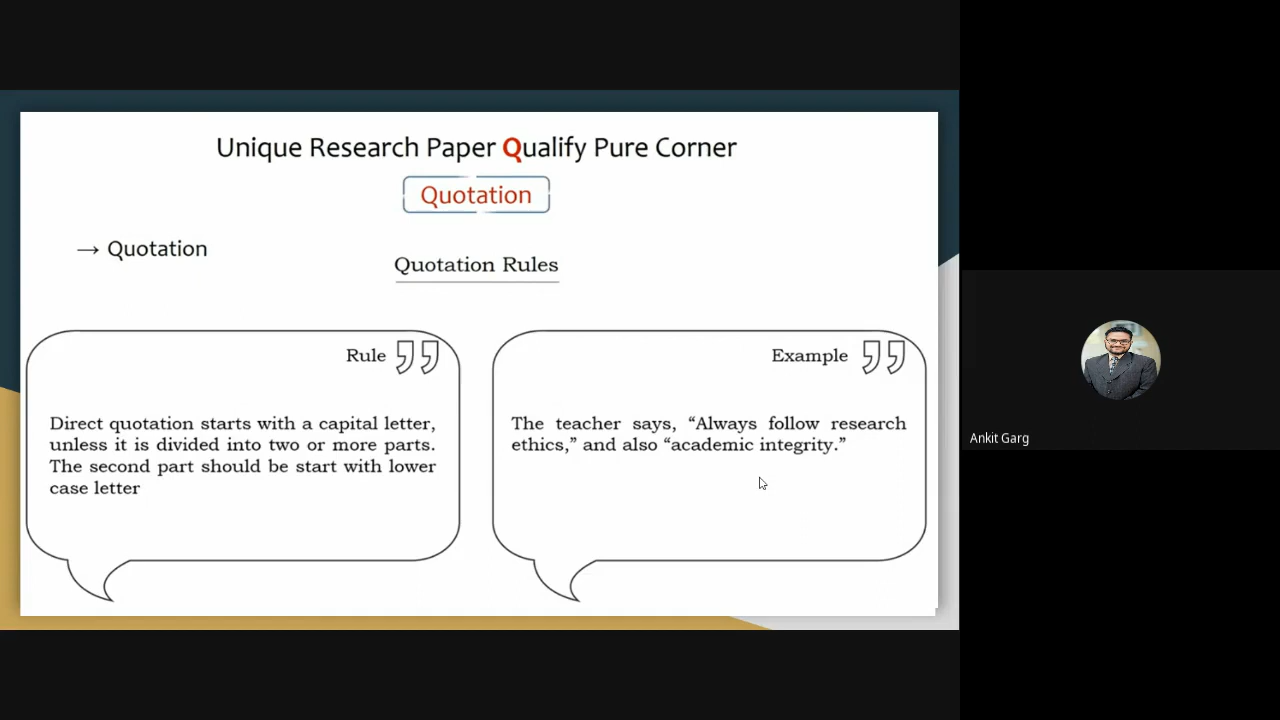 Unique Research Paper Qualify Pure Corner
Quotation
→ Quotation
Quotation Rules
Rule
Direct quotation starts with a capital letter,
unless it is divided into two or more parts.
The second part should be start with lower
case letter
Example
The teacher says, “Always follow research
ethics,” and also “academic integrity.”
Ankit Garg